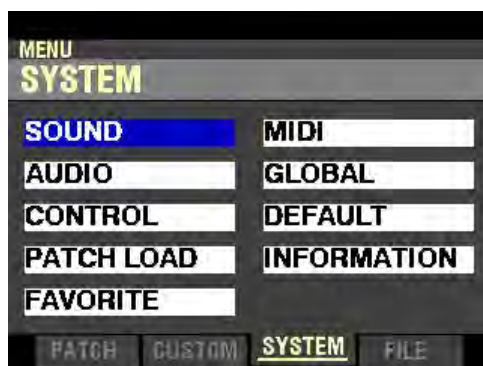 MENU
SYSTEM
SOUND
MIDI
AUDIO
GLOBAL
CONTROL
DEFAULT
PATCH LOAD
INFORMATION
FAVORITE
PATCH CUSTOM SYSTEM FILE